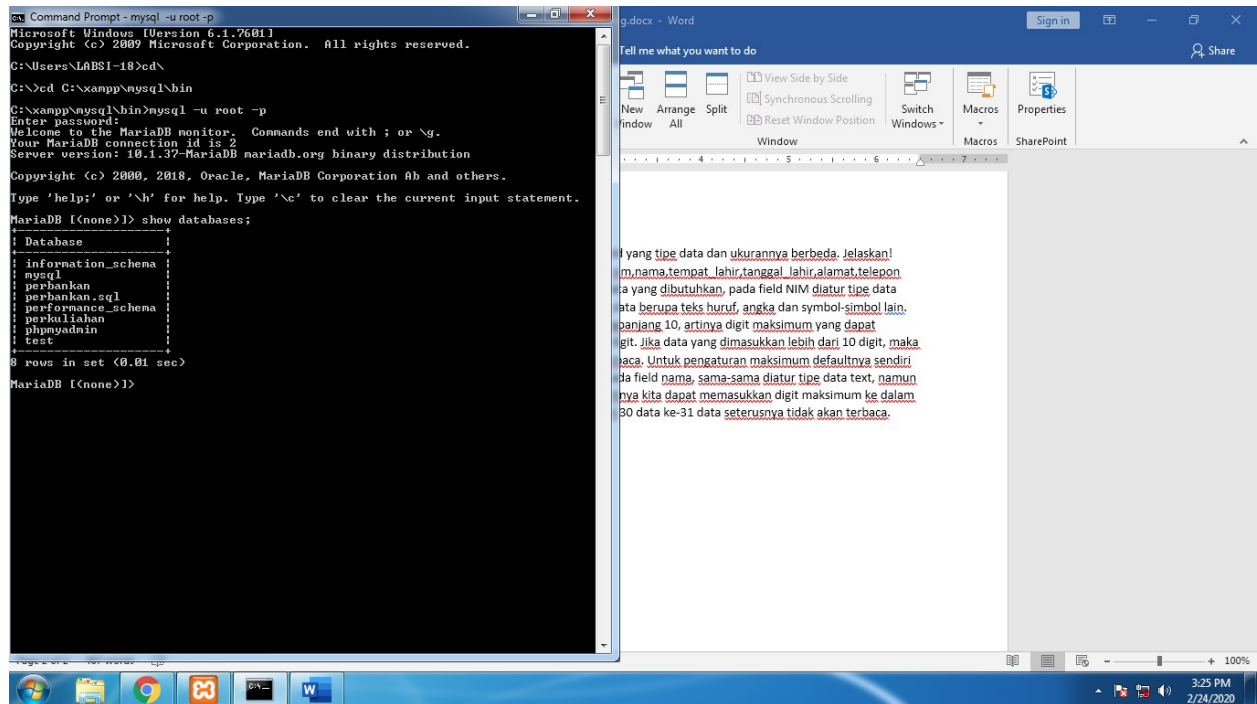 Command Prompt - mysql -u root -p
Microsoft Windows [Version 6.1.7601]
Copyright (c) 2009 Microsoft Corporation.  All rights reserved.
C:\Users\LABSI-18>cd\
C:\>cd C:\xampp\mysql\bin
C:\xampp\mysql\bin>mysql -u root -p
Enter password:
Welcome to the MariaDB monitor.  Commands end with ; or \g.
Your MariaDB connection id is 2
Server version: 10.1.37-MariaDB mariadb.org binary distribution
Copyright (c) 2000, 2018, Oracle, MariaDB Corporation Ab and others.
Type 'help;' or '\h' for help. Type '\c' to clear the current input statement.
MariaDB [(none)]> show databases;
+--------------------+
| Database           |
+--------------------+
| information_schema |
| mysql              |
| perbankan          |
| perbankan.sql      |
| performance_schema |
| perkuliahan        |
| phpmyadmin         |
| test               |
+--------------------+
8 rows in set (0.01 sec)
MariaDB [(none)]>
g.docx - Word
Sign in
Tell me what you want to do
Share
New
Arrange All
Split
View Side by Side
Synchronous Scrolling
Reset Window Position
Switch Windows
Macros
Properties
Window
Macros
SharePoint
4 5 6 7
yang tipe data dan ukurannya berbeda. Jelaskan!
m,nama,tempat_lahir,tanggal_lahir,alamat,telepon
ta yang dibutuhkan, pada field NIM diatur tipe data
ata berupa teks huruf, angka dan symbol-simbol lain.
panjang 10, artinya digit maksimum yang dapat
git. Jika data yang dimasukkan lebih dari 10 digit, maka
baca. Untuk pengaturan maksimum defaultnya sendiri
da field nama, sama-sama diatur tipe data text, namun
nya kita dapat memasukkan digit maksimum ke dalam
30 data ke-31 data seterusnya tidak akan terbaca.
100%
3:25 PM
2/24/2020